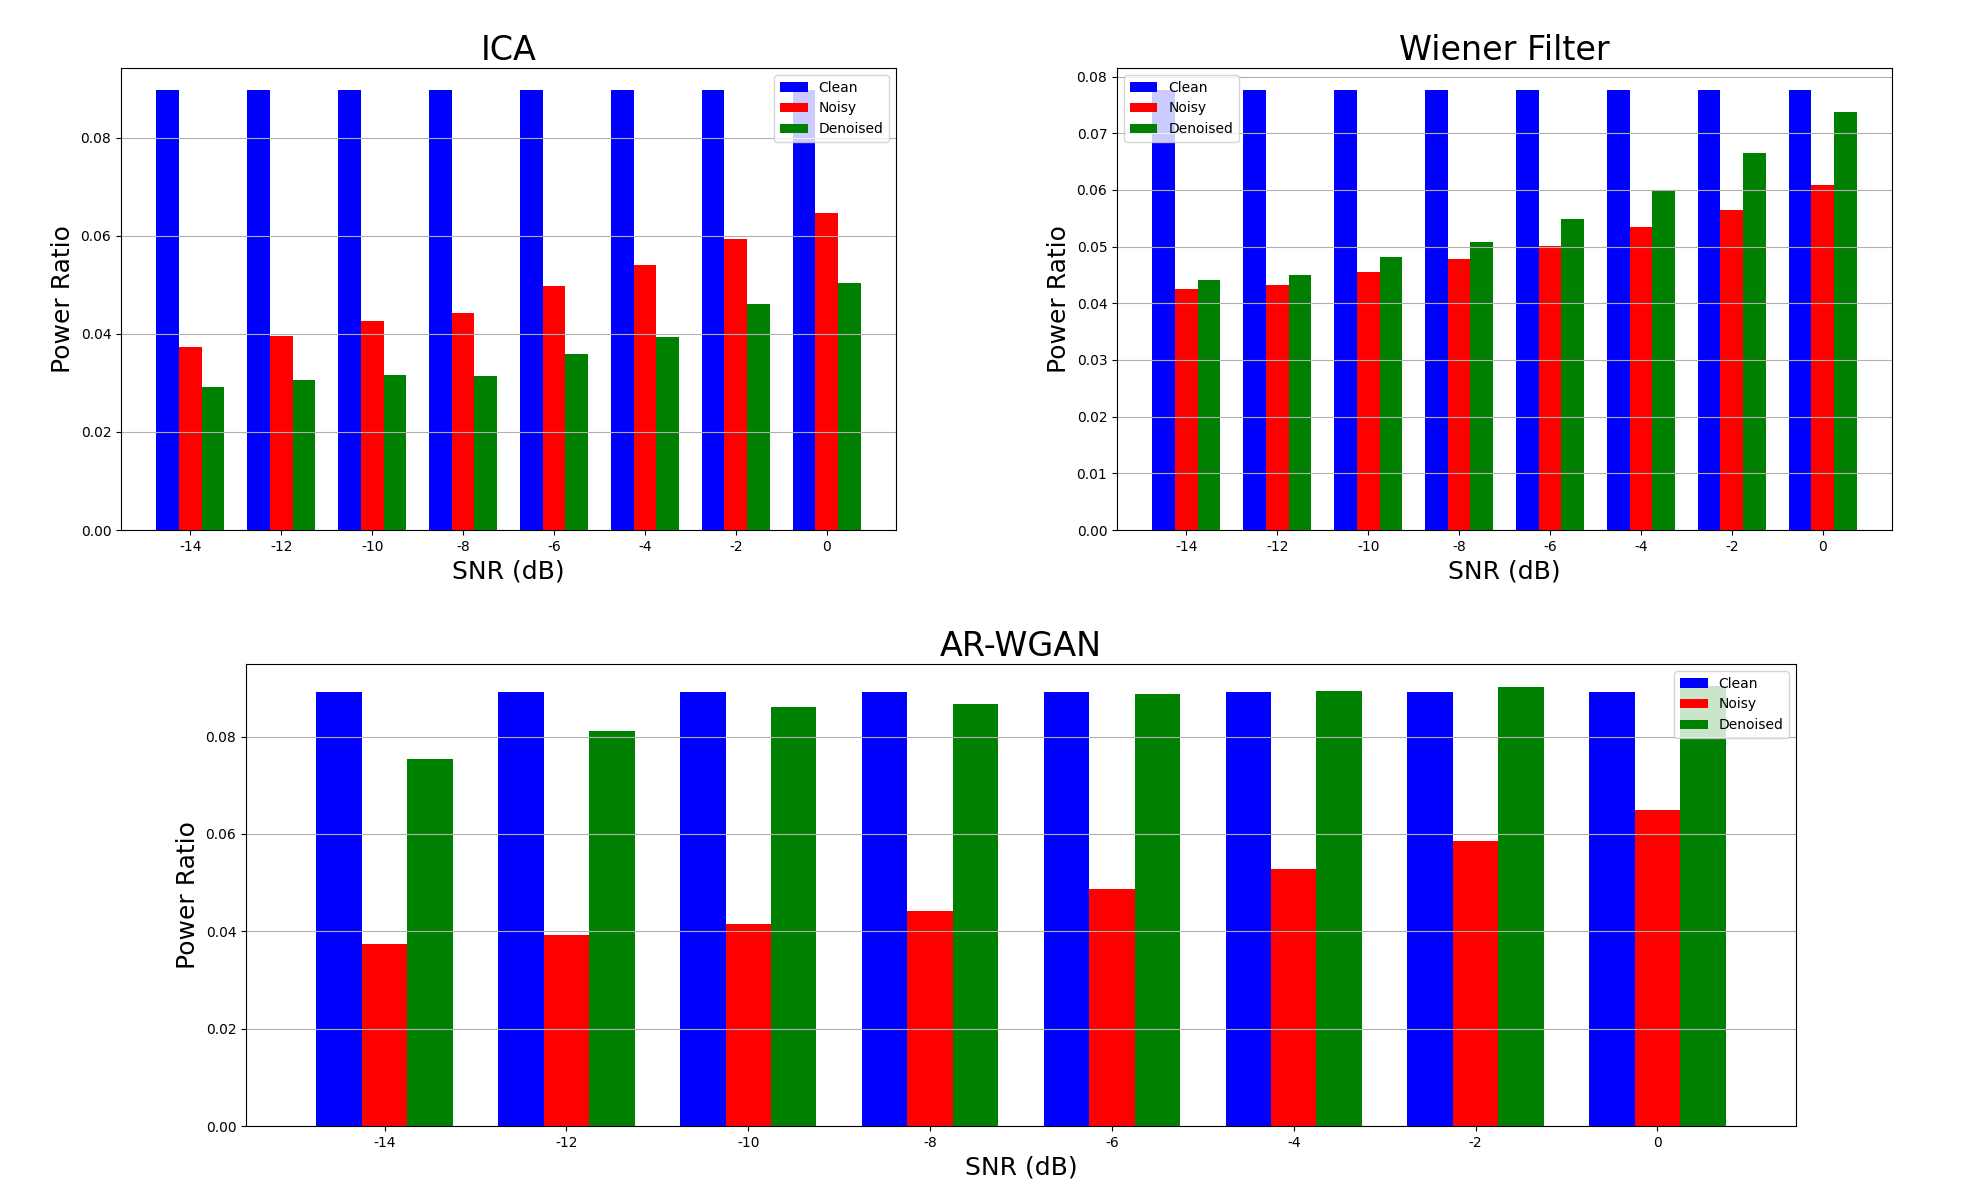 ICA
Clean
Noisy
Denoised
0.08
0.06
0.04
0.02
0.00
Power Ratio
-14 -12 -10 -8 -6 -4 -2 0
SNR (dB)
Wiener Filter
Clean
Noisy
Denoised
0.08
0.07
0.06
0.05
0.04
0.03
0.02
0.01
0.00
Power Ratio
-14 -12 -10 -8 -6 -4 -2 0
SNR (dB)
AR-WGAN
Clean
Noisy
Denoised
0.08
0.06
0.04
0.02
0.00
Power Ratio
-14 -12 -10 -8 -6 -4 -2 0
SNR (dB)